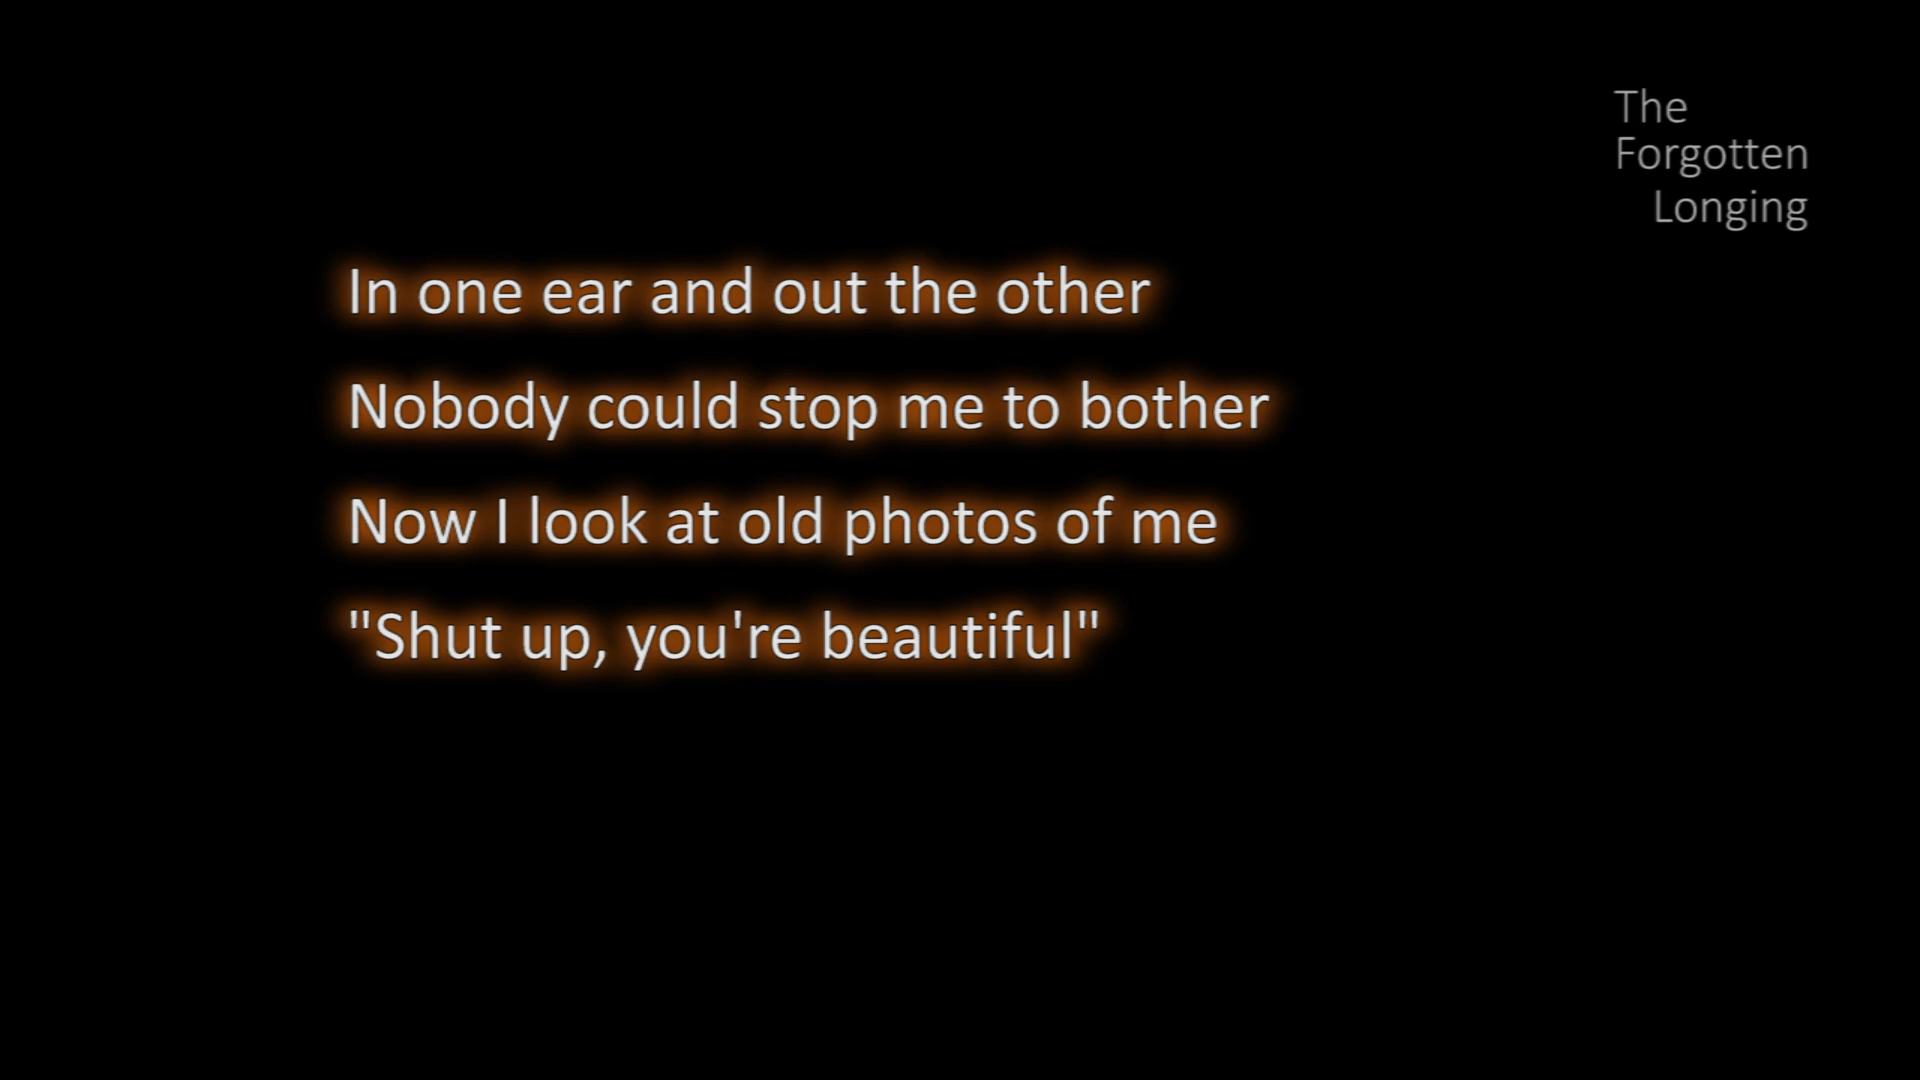 The
Forgotten
Longing
In one ear and out the other
Nobody could stop me to bother
Now I look at old photos of me
"Shut up, you're beautiful"